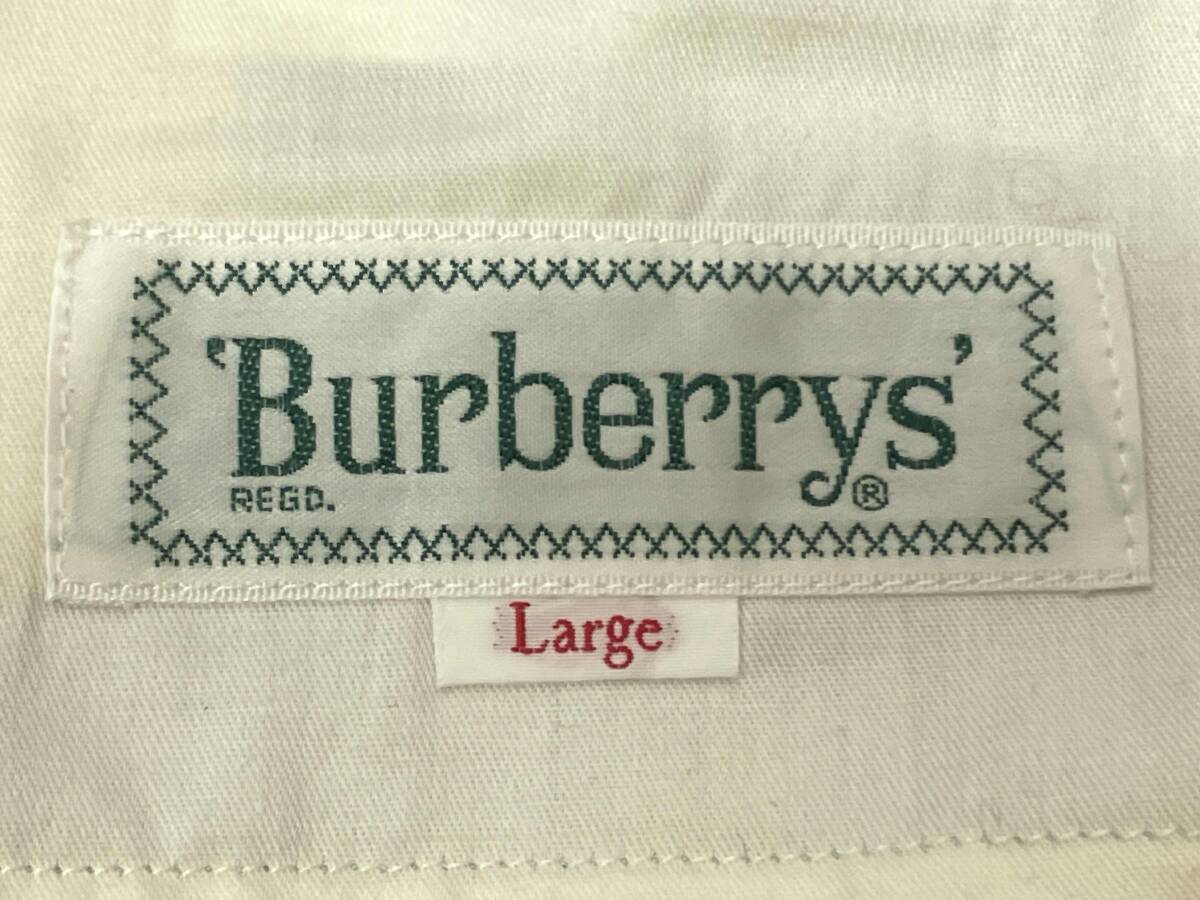 'Burberrys'
REGD. ®
Large